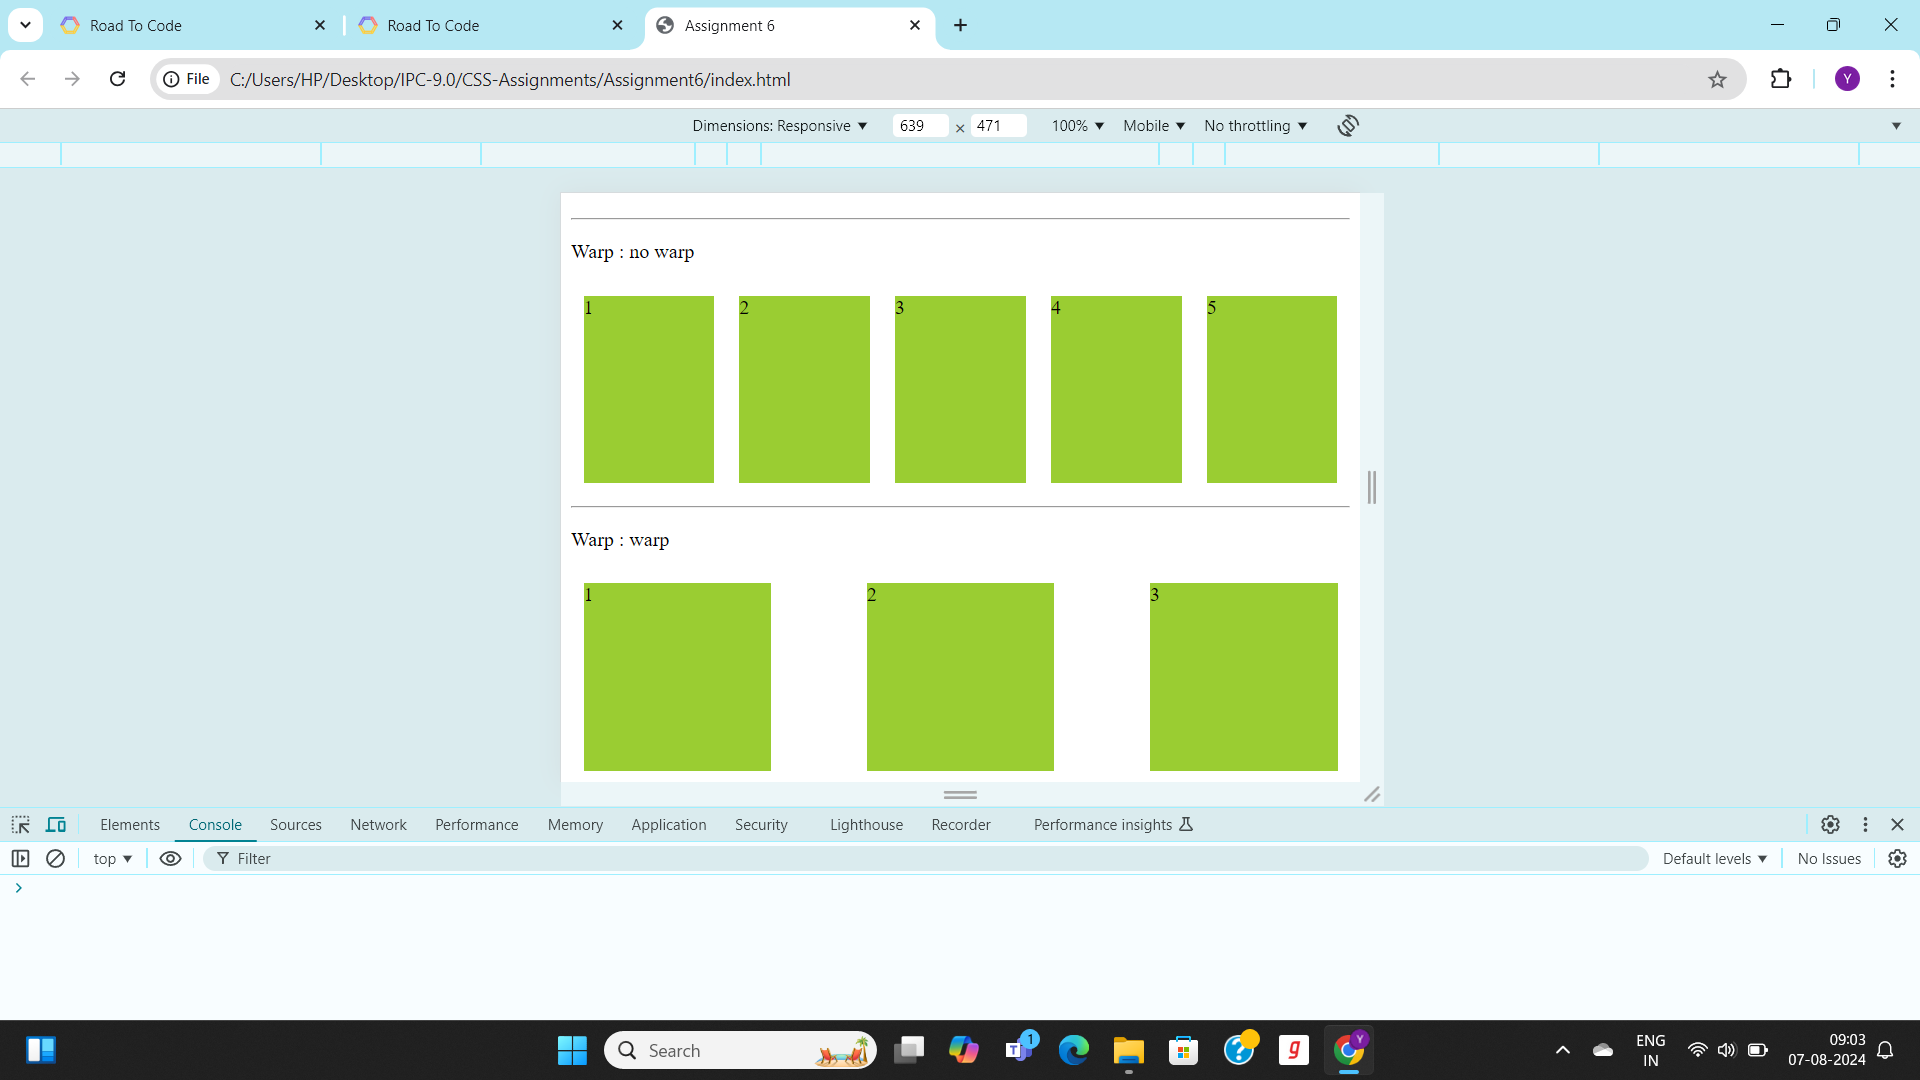 Road To Code
Road To Code
Assignment 6
File
C:/Users/HP/Desktop/IPC-9.0/CSS-Assignments/Assignment6/index.html
Y
Dimensions: Responsive
639 × 471
100%
Mobile
No throttling
Warp : no warp
1 2 3 4 5
Warp : warp
1 2 3
Elements Console Sources Network Performance Memory Application Security Lighthouse Recorder Performance insights
top
Filter
Default levels
No Issues
Search
T
1
?
g
Y
ENG
IN
09:03
07-08-2024